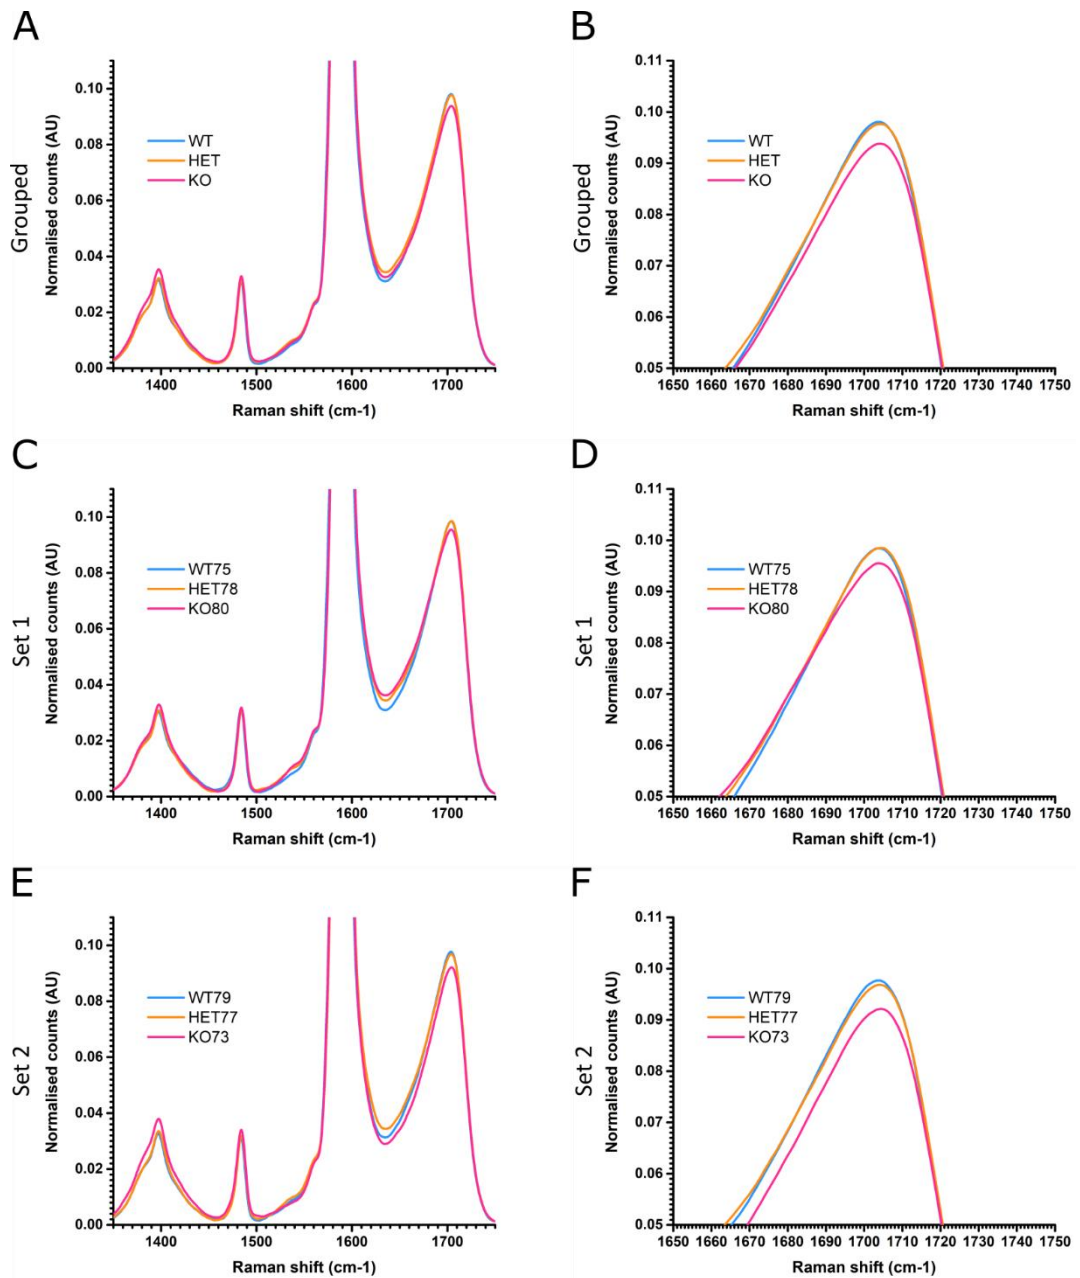 A
Grouped
Normalised counts (AU)
0.10
0.08
0.06
0.04
0.02
0.00
WT
HET
KO
1400 1500 1600 1700
Raman shift (cm-1)
B
Normalised counts (AU)
0.11
0.10
0.09
0.08
0.07
0.06
0.05
WT
HET
KO
1650 1660 1670 1680 1690 1700 1710 1720 1730 1740 1750
Raman shift (cm-1)
C
Set 1
Normalised counts (AU)
0.10
0.08
0.06
0.04
0.02
0.00
WT75
HET78
KO80
1400 1500 1600 1700
Raman shift (cm-1)
D
Set 1
Normalised counts (AU)
0.11
0.10
0.09
0.08
0.07
0.06
0.05
WT75
HET78
KO80
1650 1660 1670 1680 1690 1700 1710 1720 1730 1740 1750
Raman shift (cm-1)
E
Set 2
Normalised counts (AU)
0.10
0.08
0.06
0.04
0.02
0.00
WT79
HET77
KO73
1400 1500 1600 1700
Raman shift (cm-1)
F
Set 2
Normalised counts (AU)
0.11
0.10
0.09
0.08
0.07
0.06
0.05
WT79
HET77
KO73
1650 1660 1670 1680 1690 1700 1710 1720 1730 1740 1750
Raman shift (cm-1)
Grouped